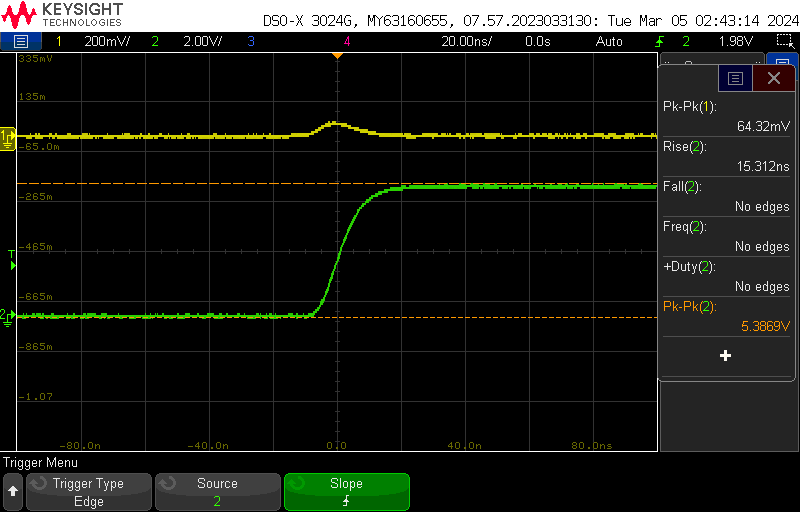 KEYSIGHT
TECHNOLOGIES
DSO-X 3024G, MY63160655, 07.57.2023033130: Tue Mar 05 02:43:14 2024
1 200mV/ 2 2.00V/ 3 4 20.00ns/ 0.0s Auto 2 1.98V
335mV
135m
-65.0m
-265m
-465m
-665m
-865m
-1.07
1
T
2
-80.0n -40.0n 0.0 40.0n 80.0n
Pk-Pk(1):
64.32mV
Rise(2):
15.312ns
Fall(2):
No edges
Freq(2):
No edges
+Duty(2):
No edges
Pk-Pk(2):
5.3869V
Trigger Menu
Trigger Type
Edge
Source
2
Slope